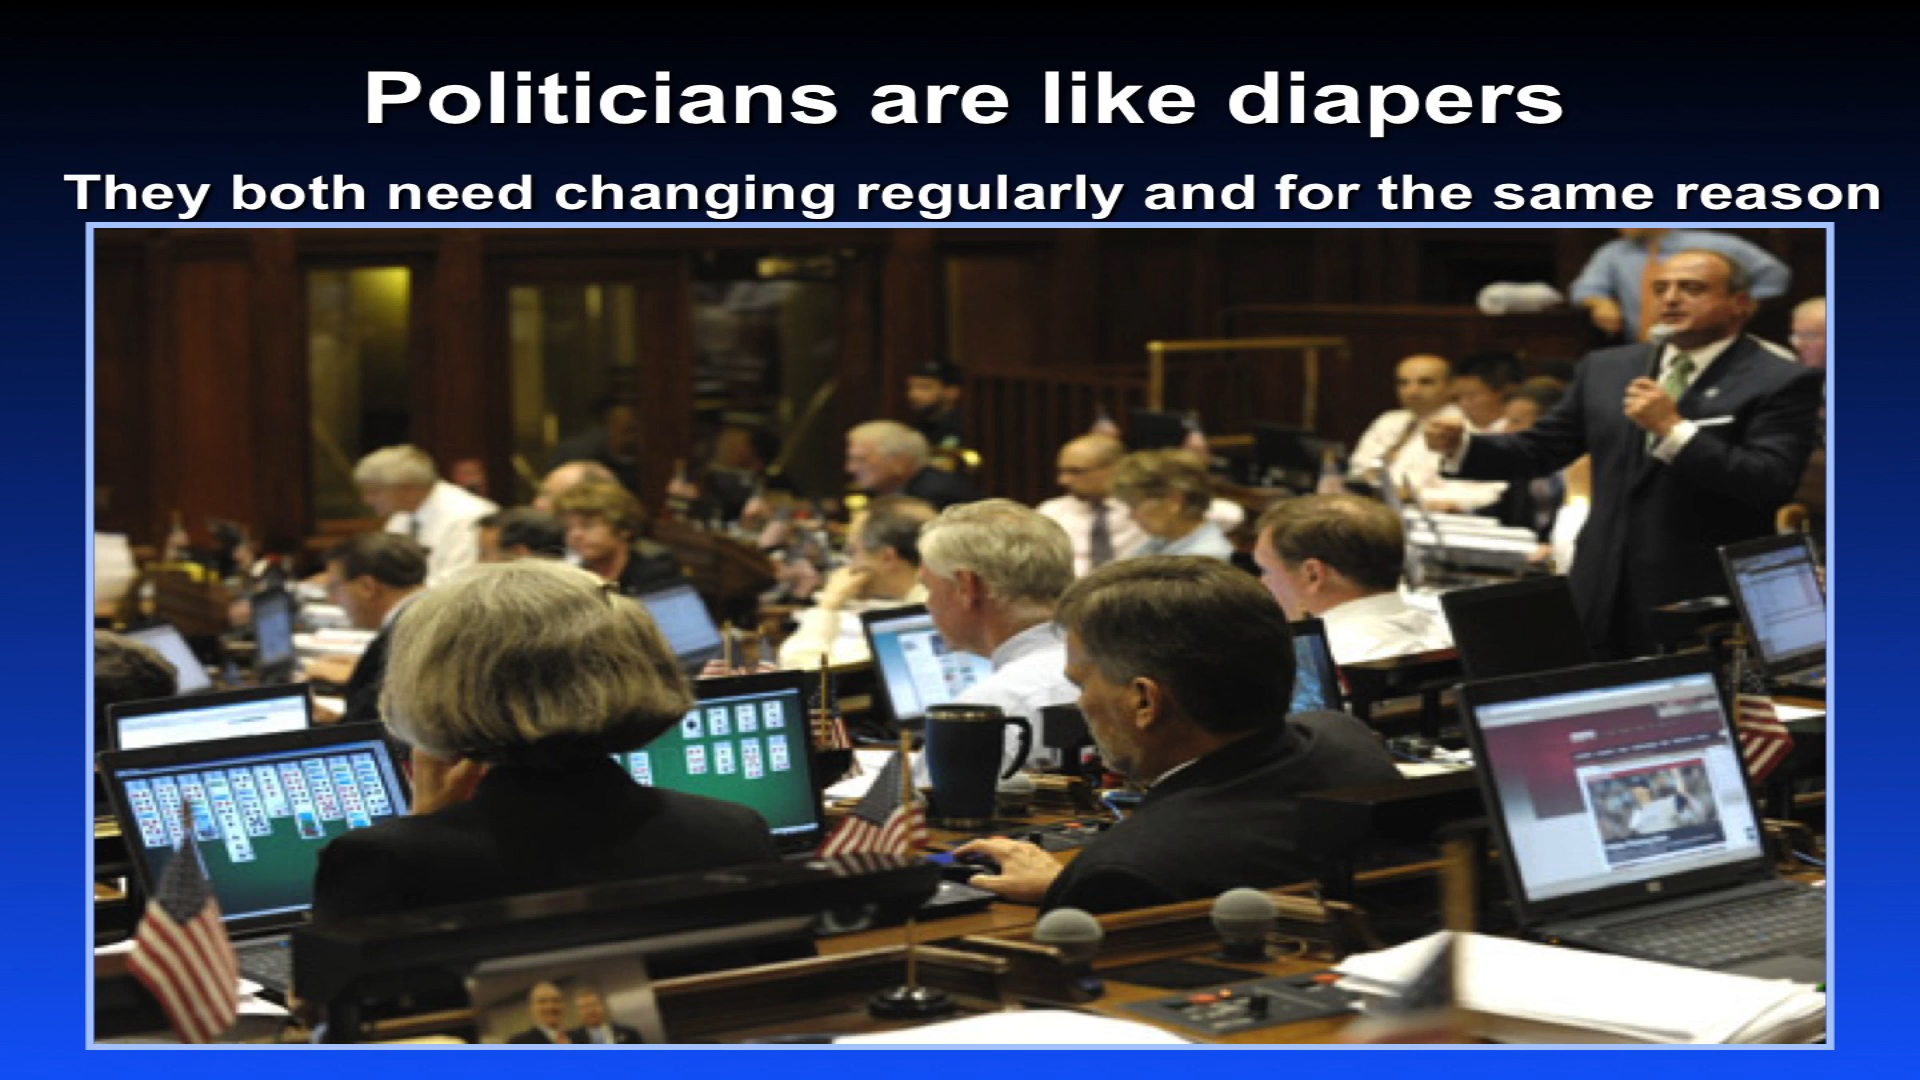 Politicians are like diapers
They both need changing regularly and for the same reason